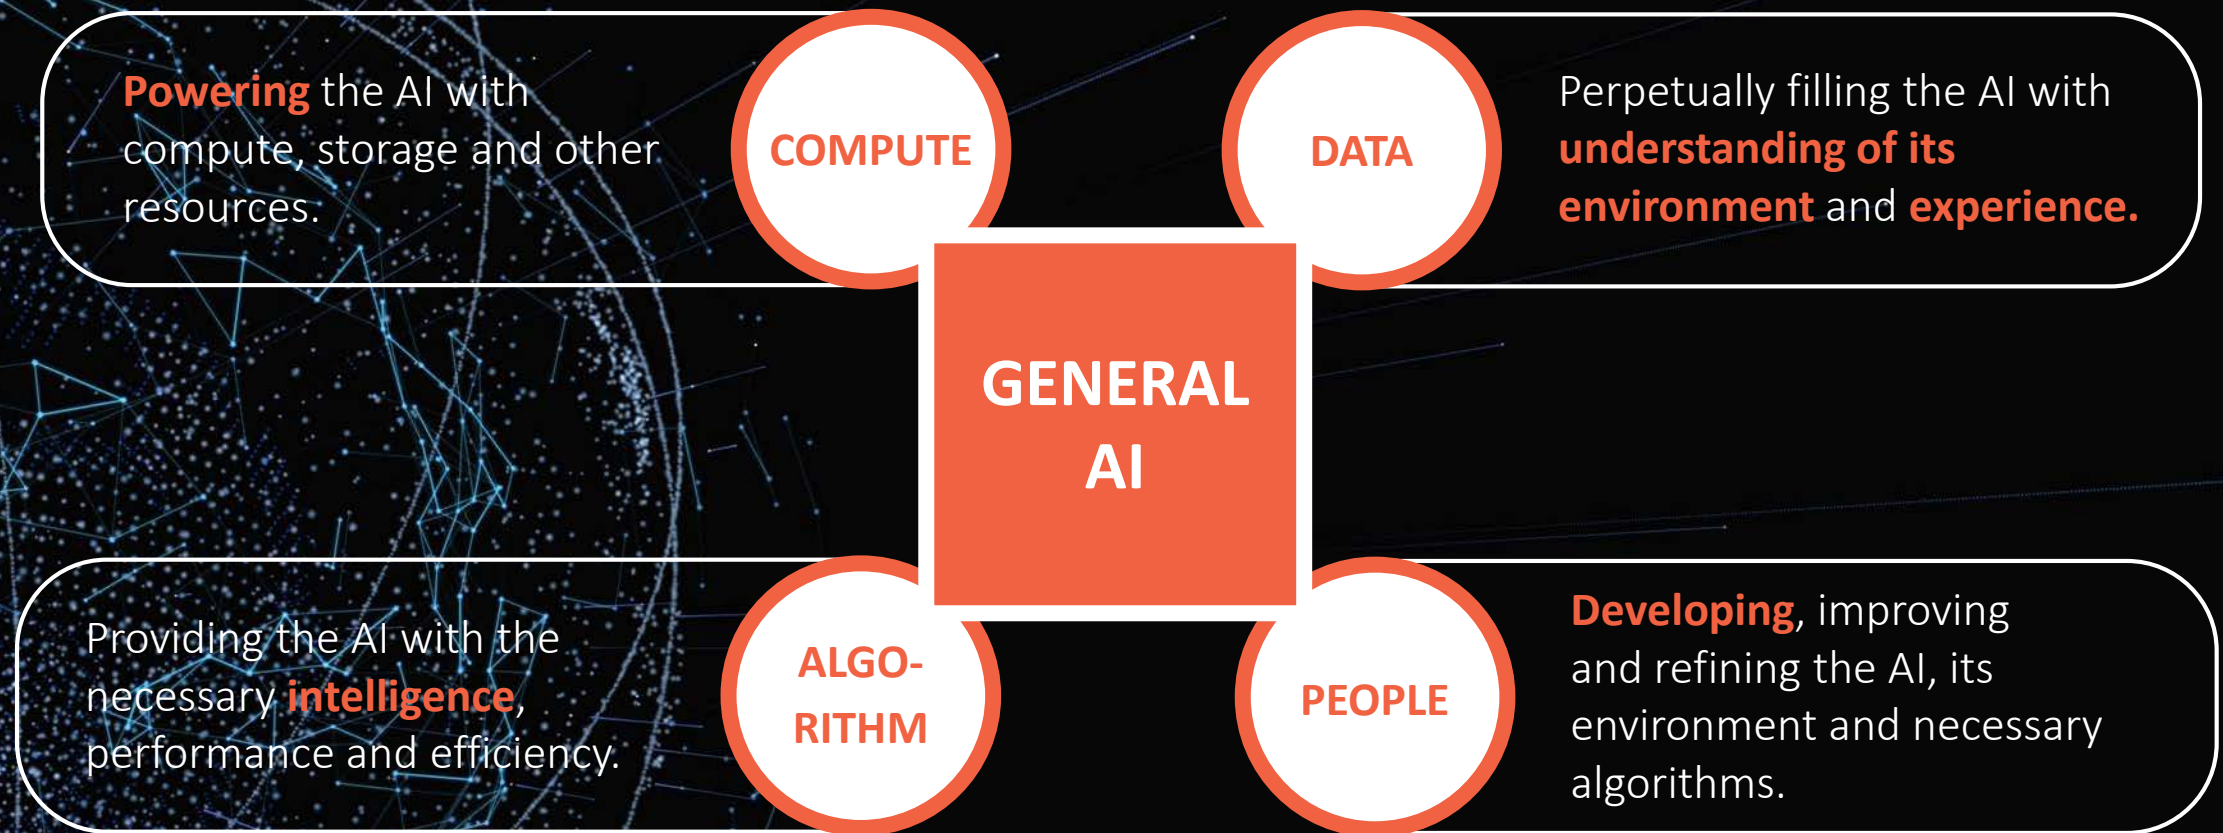 Powering the AI with
compute, storage and other
resources.
COMPUTE
DATA
Perpetually filling the AI with
understanding of its
environment and experience.
GENERAL
AI
Providing the AI with the
necessary intelligence,
performance and efficiency.
ALGO-
RITHM
PEOPLE
Developing, improving
and refining the AI, its
environment and necessary
algorithms.